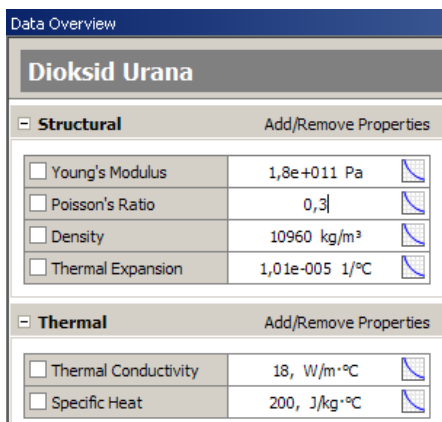 Data Overview
Dioksid Urana
Structural Add/Remove Properties
Young's Modulus 1,8e+011 Pa
Poisson's Ratio 0,3
Density 10960 kg/m³
Thermal Expansion 1,01e-005 1/°C
Thermal Add/Remove Properties
Thermal Conductivity 18, W/m·°C
Specific Heat 200, J/kg·°C